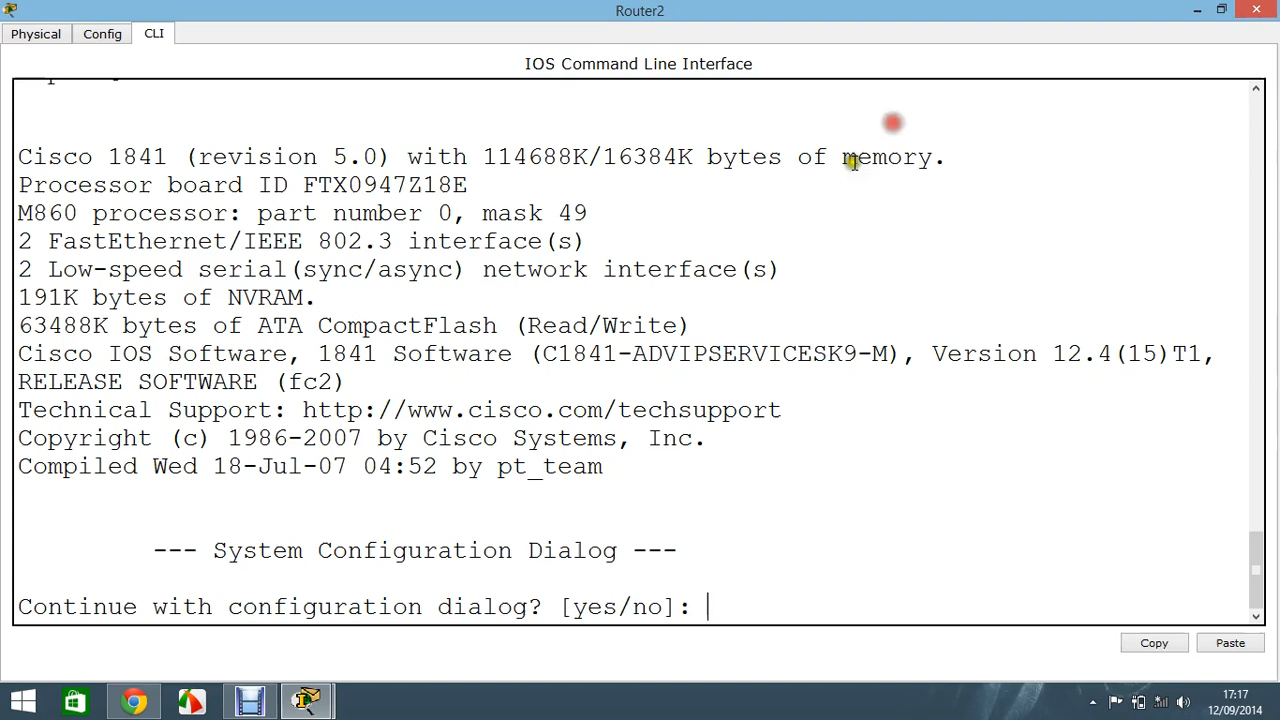 Router2
Physical
Config
CLI
IOS Command Line Interface
Cisco 1841 (revision 5.0) with 114688K/16384K bytes of memory.
Processor board ID FTX0947Z18E
M860 processor: part number 0, mask 49
2 FastEthernet/IEEE 802.3 interface(s)
2 Low-speed serial(sync/async) network interface(s)
191K bytes of NVRAM.
63488K bytes of ATA CompactFlash (Read/Write)
Cisco IOS Software, 1841 Software (C1841-ADVIPSERVICESK9-M), Version 12.4(15)T1,
RELEASE SOFTWARE (fc2)
Technical Support: http://www.cisco.com/techsupport
Copyright (c) 1986-2007 by Cisco Systems, Inc.
Compiled Wed 18-Jul-07 04:52 by pt_team
--- System Configuration Dialog ---
Continue with configuration dialog? [yes/no]:
Copy
Paste
17:17
12/09/2014